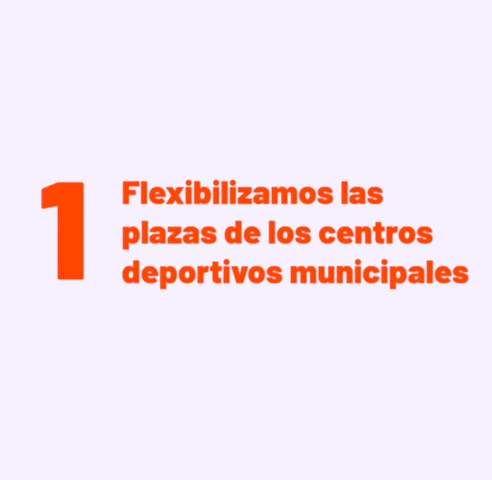 1
Flexibilizamos las
plazas de los centros
deportivos municipales